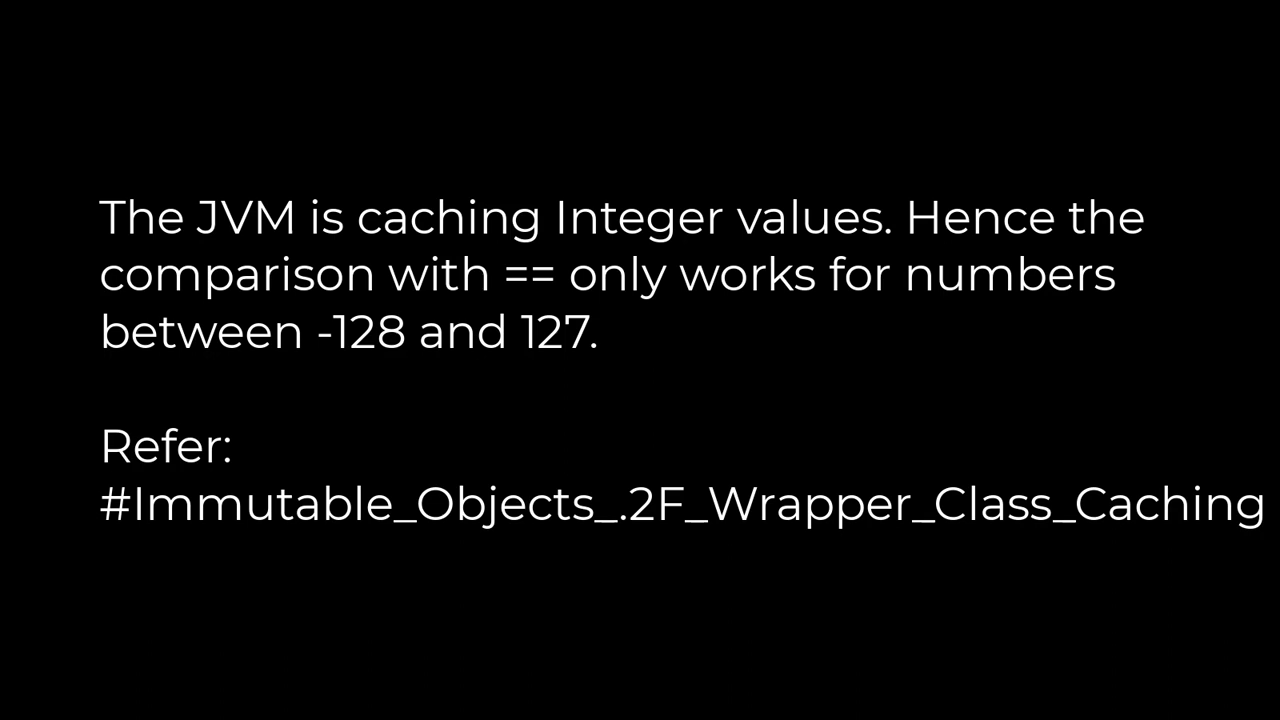 The JVM is caching Integer values. Hence the
comparison with == only works for numbers
between -128 and 127.
Refer:
#Immutable_Objects_.2F_Wrapper_Class_Caching